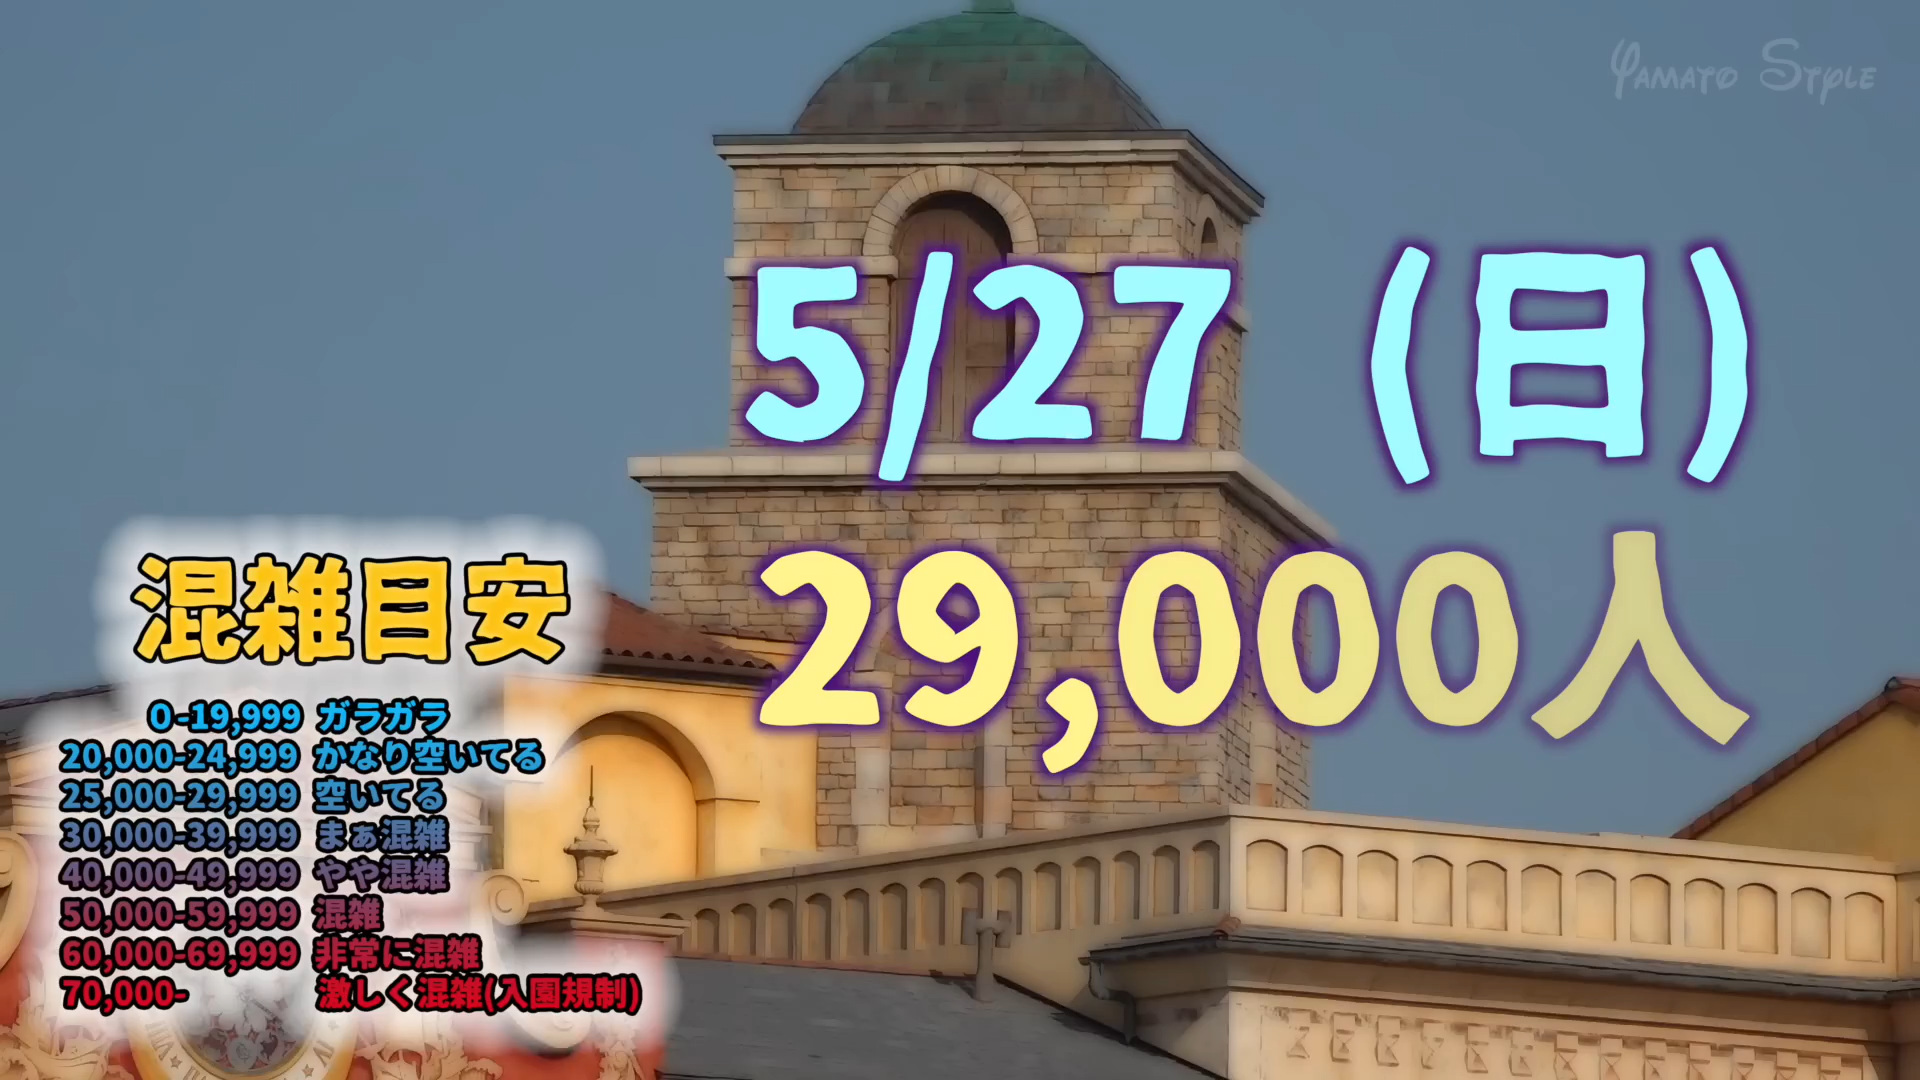 Yamato Style
5/27 (日)
29,000人
混雑目安
0-19,999 ガラガラ
20,000-24,999 かなり空いてる
25,000-29,999 空いてる
30,000-39,999 まぁ混雑
40,000-49,999 やや混雑
50,000-59,999 混雑
60,000-69,999 非常に混雑
70,000- 激しく混雑(入園規制)